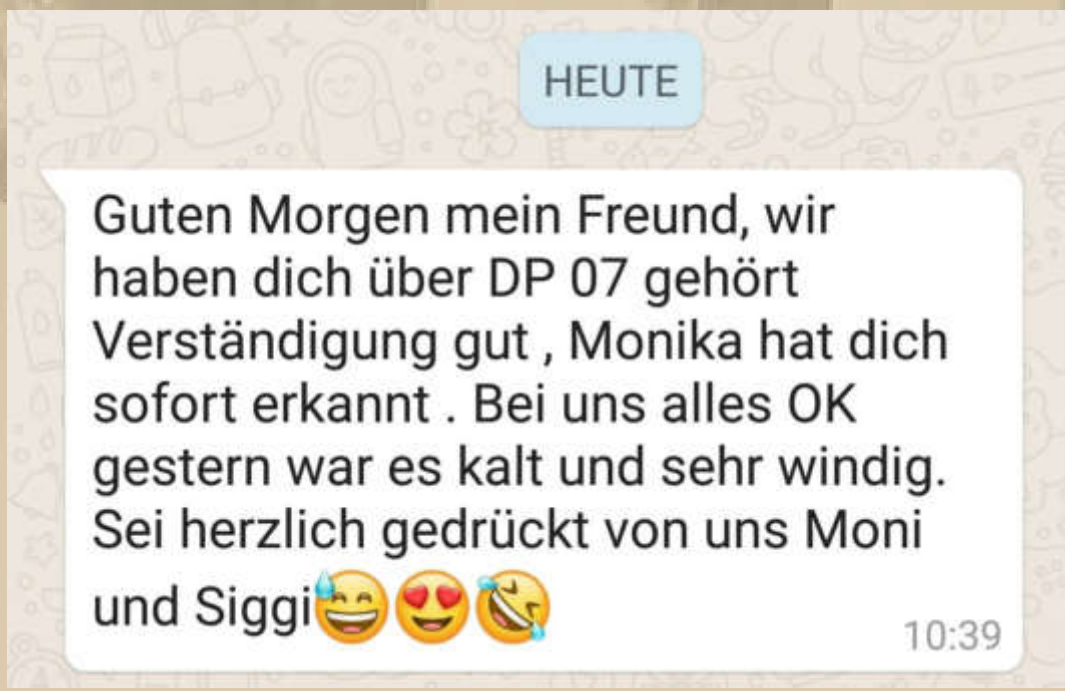 HEUTE
Guten Morgen mein Freund, wir
haben dich über DP 07 gehört
Verständigung gut , Monika hat dich
sofort erkannt . Bei uns alles OK
gestern war es kalt und sehr windig.
Sei herzlich gedrückt von uns Moni
und Siggi😅😍🤣
10:39